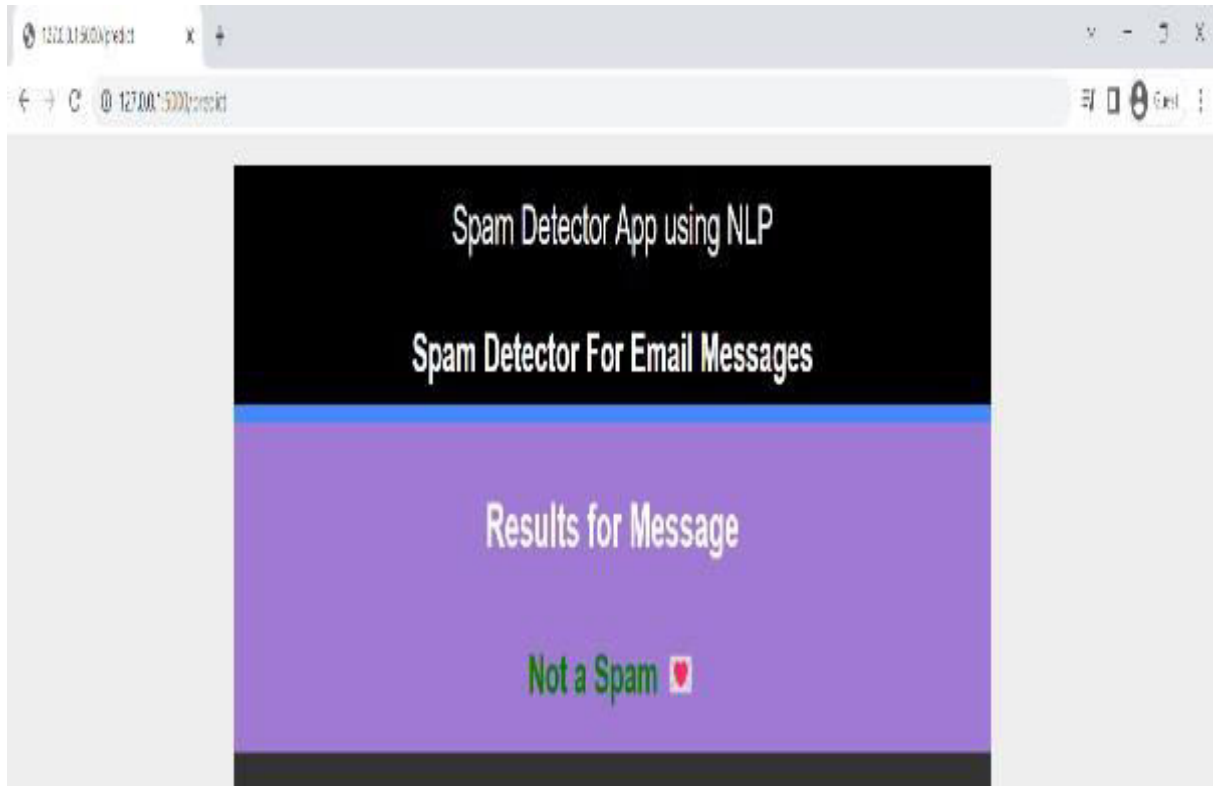 Spam Detector App using NLP
Spam Detector For Email Messages
Results for Message
Not a Spam